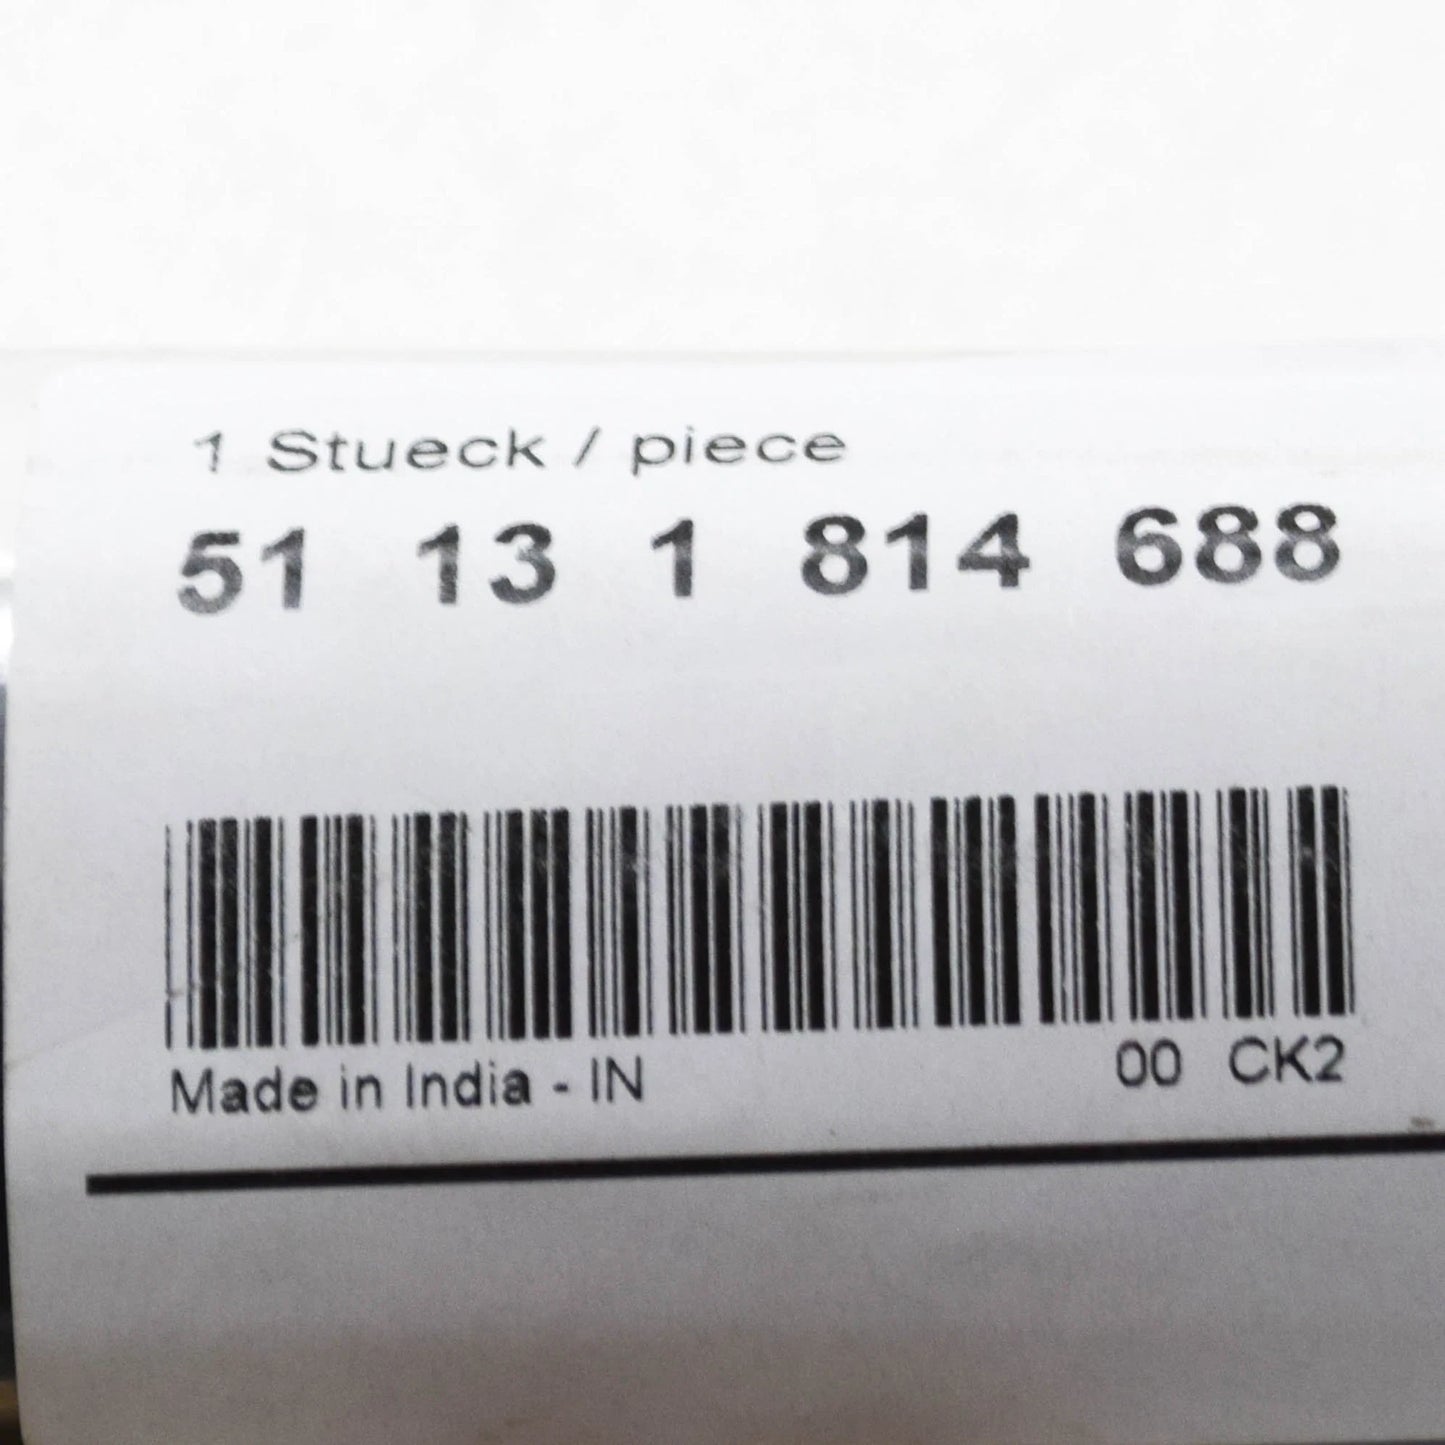 1 Stueck / piece
51 13 1 814 688
Made in India - IN 00 CK2